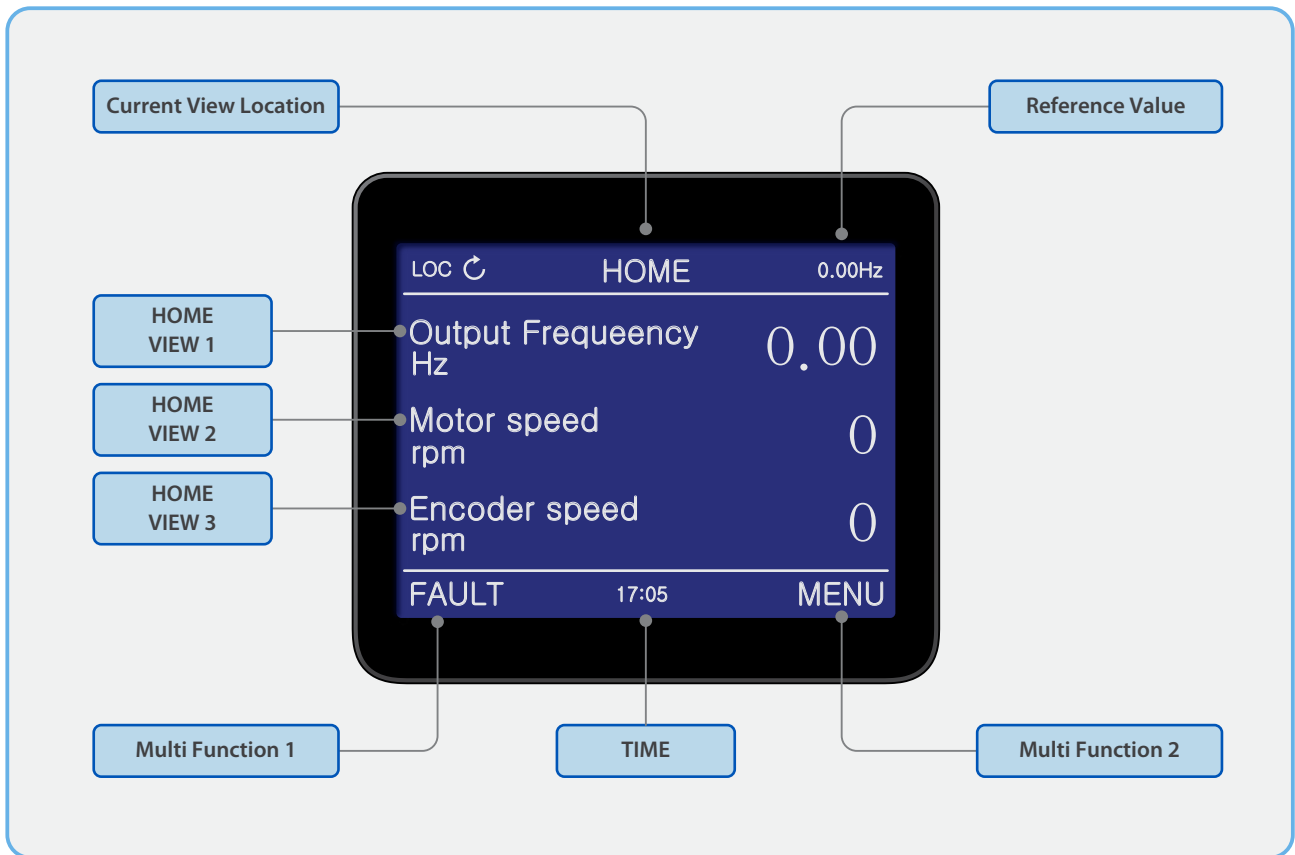 Current View Location
Reference Value
LOC
HOME
0.00Hz
HOME
VIEW 1
Output Frequeency
Hz
0.00
HOME
VIEW 2
Motor speed
rpm
0
HOME
VIEW 3
Encoder speed
rpm
0
FAULT
17:05
MENU
Multi Function 1
TIME
Multi Function 2